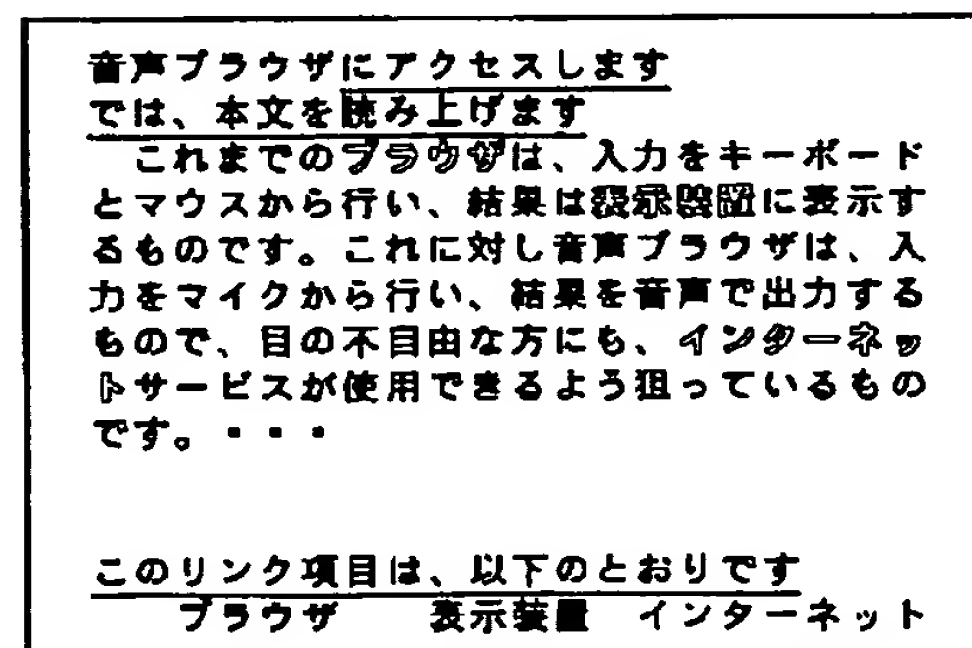 音声ブラウザにアクセスします
では、本文を読み上げます
これまでのブラウザは、入力をキーボード
とマウスから行い、結果は表示装置に表示す
るものです。これに対し音声ブラウザは、入
力をマイクから行い、結果を音声で出力する
もので、目の不自由な方にも、インターネッ
トサービスが使用できるよう狙っているもの
です。・・・
このリンク項目は、以下のとおりです
ブラウザ　表示装置　インターネット